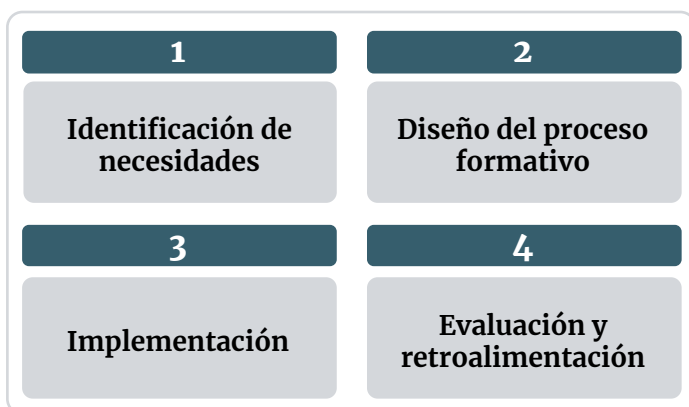 1
Identificación de
necesidades
2
Diseño del proceso
formativo
3
Implementación
4
Evaluación y
retroalimentación